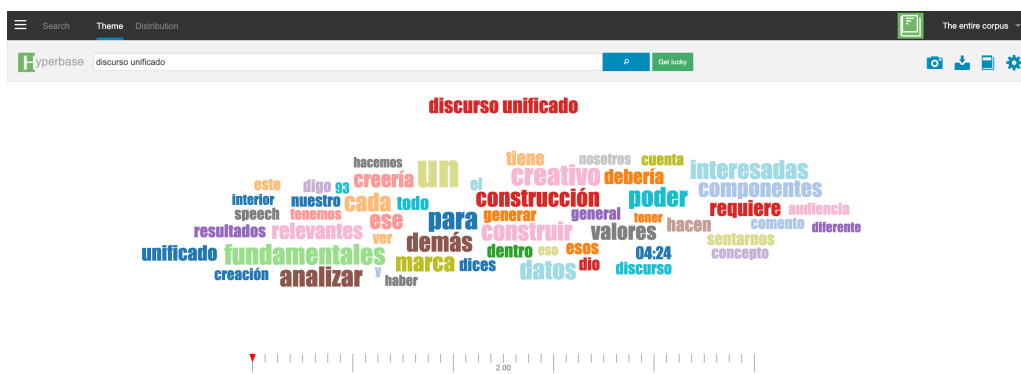 Search Theme Distribution The entire corpus
Hyperbase discurso unificado Get lucky
discurso unificado
hacemos un tiene nosotros cuenta interesadas
este digo 93 creería el creativo debería componentes
interior nuestro cada todo construcción poder requiere audiencia
speech tenemos ese para generar general tener hacen comento diferente
resultados relevantes ver demás construir valores sentarnos
unificado fundamentales marca dices dentro eso esos 04:24 concepto
creación analizar y haber datos dio discurso
2.00